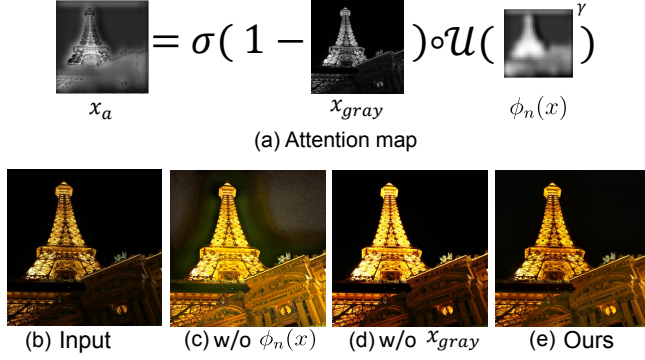 = σ( 1 − )∘𝒰( )^γ
x_a x_gray ϕ_n(x)
(a) Attention map
(b) Input (c) w/o ϕ_n(x) (d) w/o x_gray (e) Ours